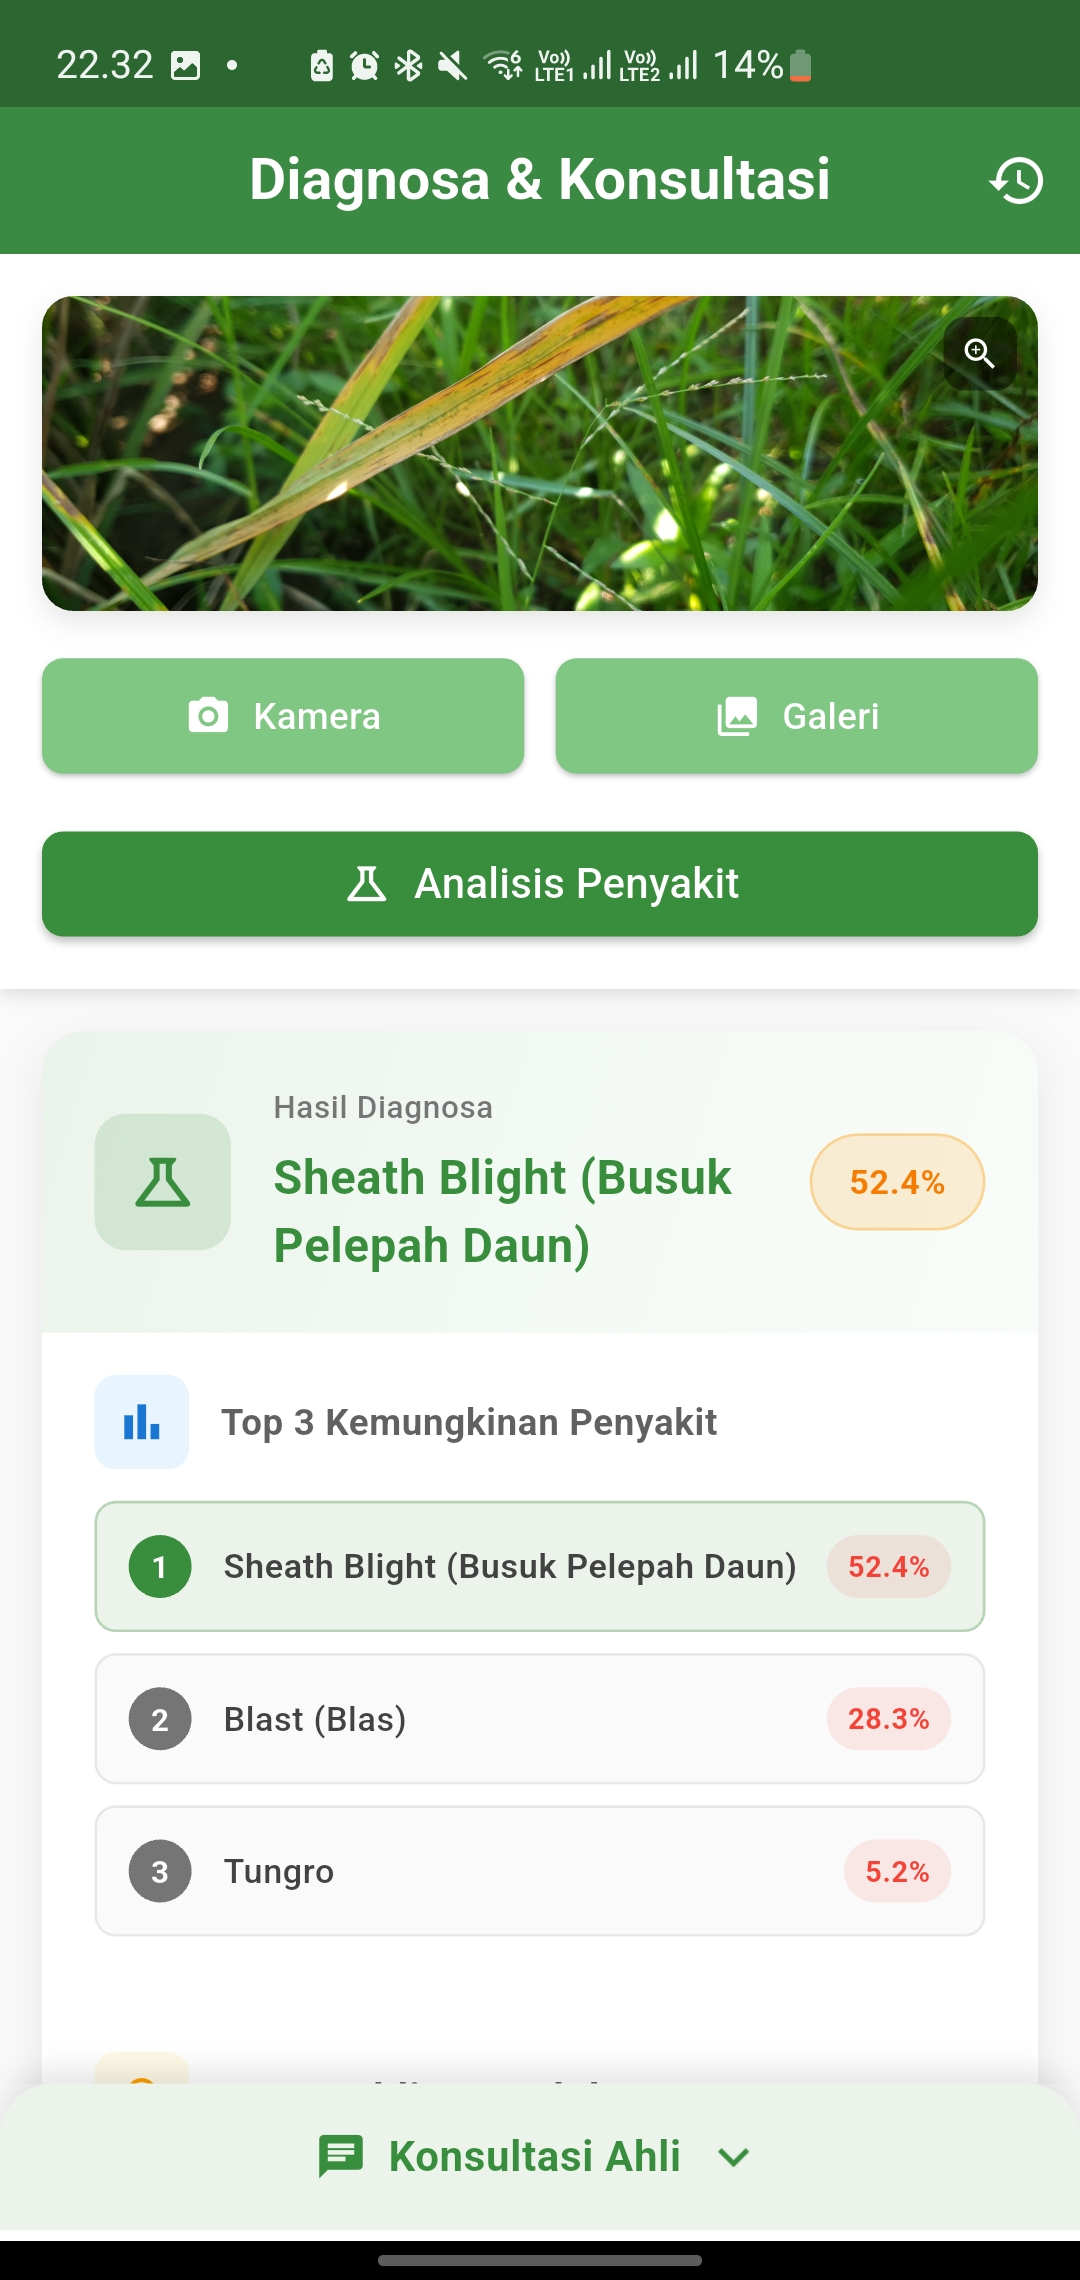 22.32
Vo)) LTE1
Vo)) LTE2
14%
Diagnosa & Konsultasi
Kamera
Galeri
Analisis Penyakit
Hasil Diagnosa
Sheath Blight (Busuk
Pelepah Daun)
52.4%
Top 3 Kemungkinan Penyakit
1 Sheath Blight (Busuk Pelepah Daun) 52.4%
2 Blast (Blas) 28.3%
3 Tungro 5.2%
Konsultasi Ahli